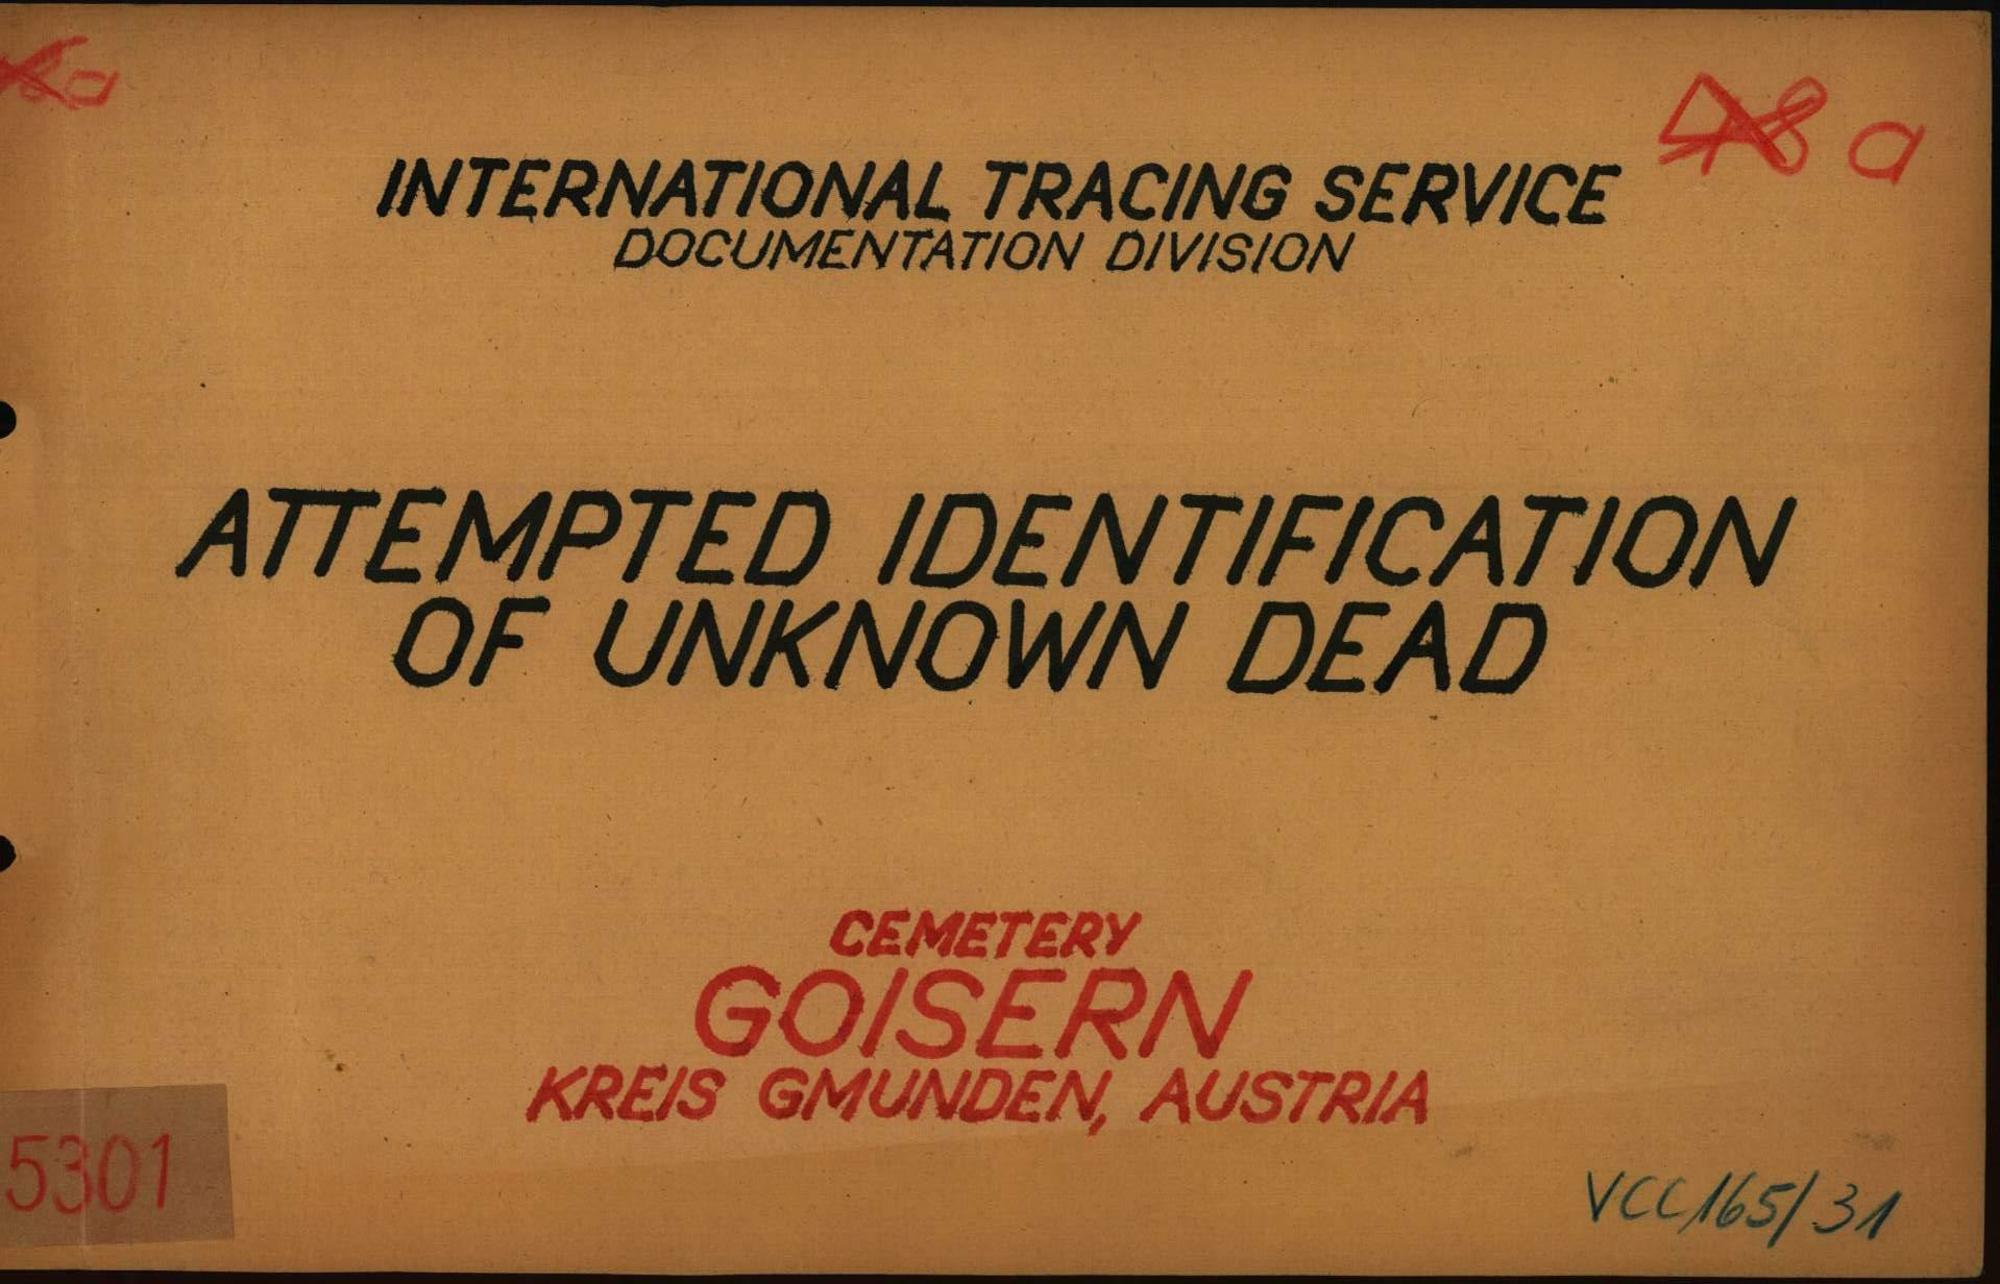 48 a
INTERNATIONAL TRACING SERVICE
DOCUMENTATION DIVISION
ATTEMPTED IDENTIFICATION
OF UNKNOWN DEAD
CEMETERY
GOISERN
KREIS GMUNDEN, AUSTRIA
5301
VCC/165/31